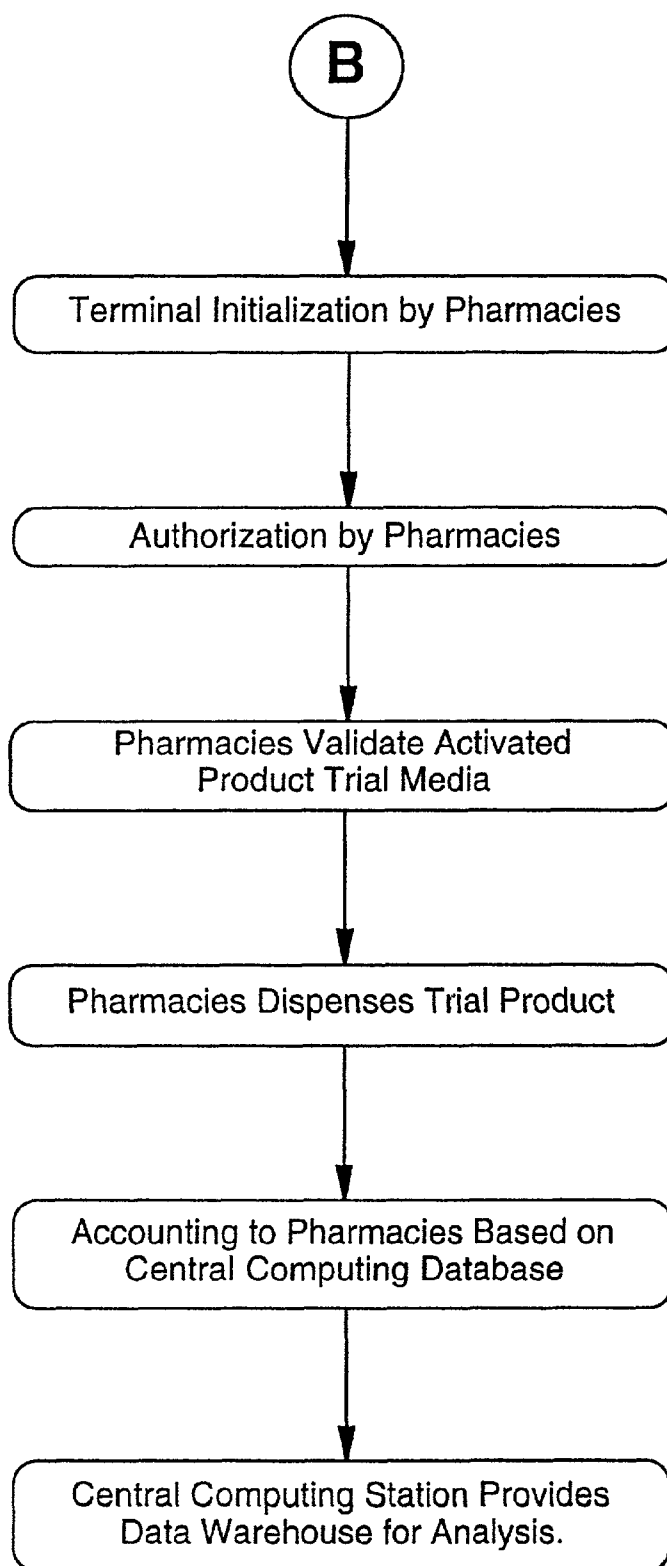 B
Terminal Initialization by Pharmacies
Authorization by Pharmacies
Pharmacies Validate Activated
Product Trial Media
Pharmacies Dispenses Trial Product
Accounting to Pharmacies Based on
Central Computing Database
Central Computing Station Provides
Data Warehouse for Analysis.